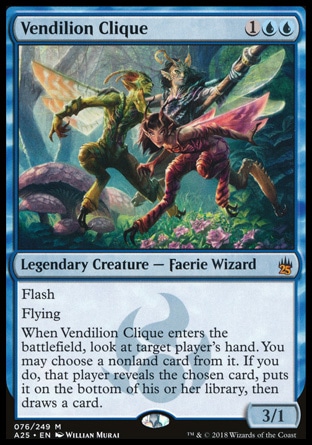 Vendilion Clique 1
Legendary Creature — Faerie Wizard 25
Flash
Flying
When Vendilion Clique enters the
battlefield, look at target player's hand. You
may choose a nonland card from it. If you
do, that player reveals the chosen card, puts
it on the bottom of his or her library, then
draws a card.
3/1
076/249 M
A25 • EN Willian Murai ™ & © 2018 Wizards of the Coast